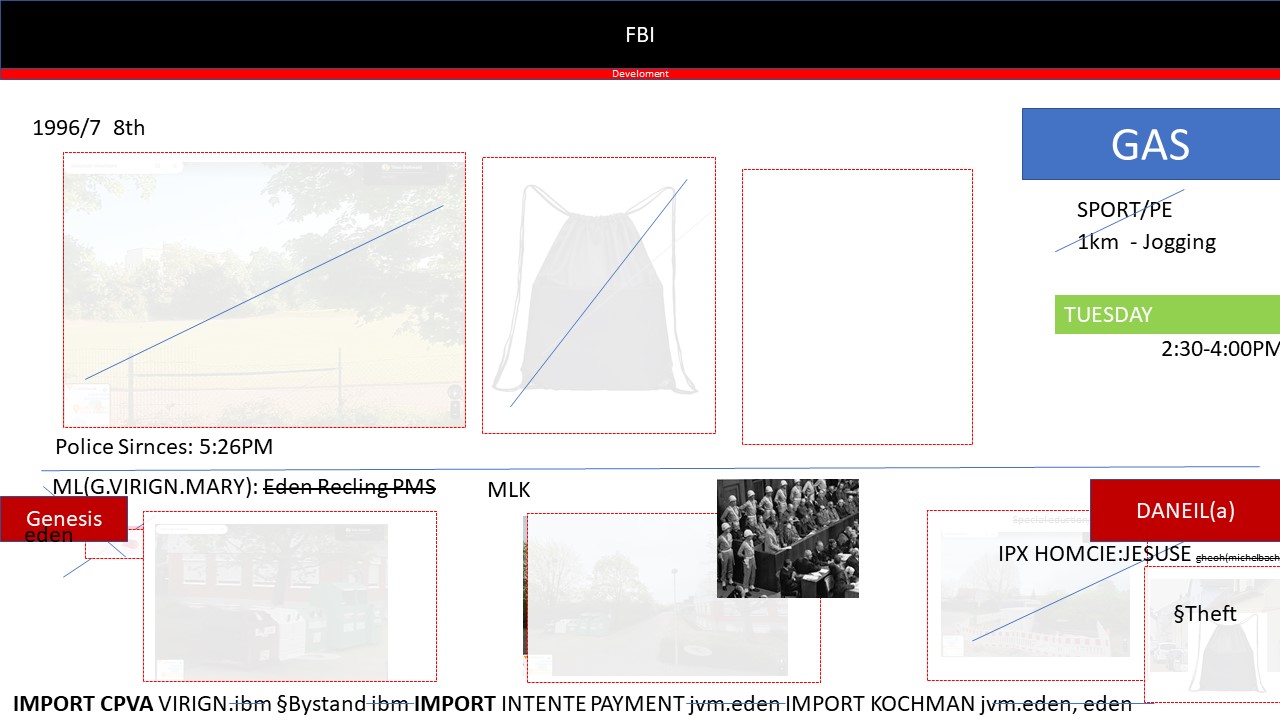 FBI
Develoment
1996/7 8th
GAS
SPORT/PE
1km - Jogging
TUESDAY
2:30-4:00PM
Police Sirnces: 5:26PM
ML(G.VIRIGN.MARY): Eden Recling PMS
MLK
Genesis
eden
DANEIL(a)
IPX HOMCIE:JESUSE
§Theft
IMPORT CPVA VIRIGN.ibm §Bystand ibm IMPORT INTENTE PAYMENT jvm.eden IMPORT KOCHMAN jvm.eden, eden